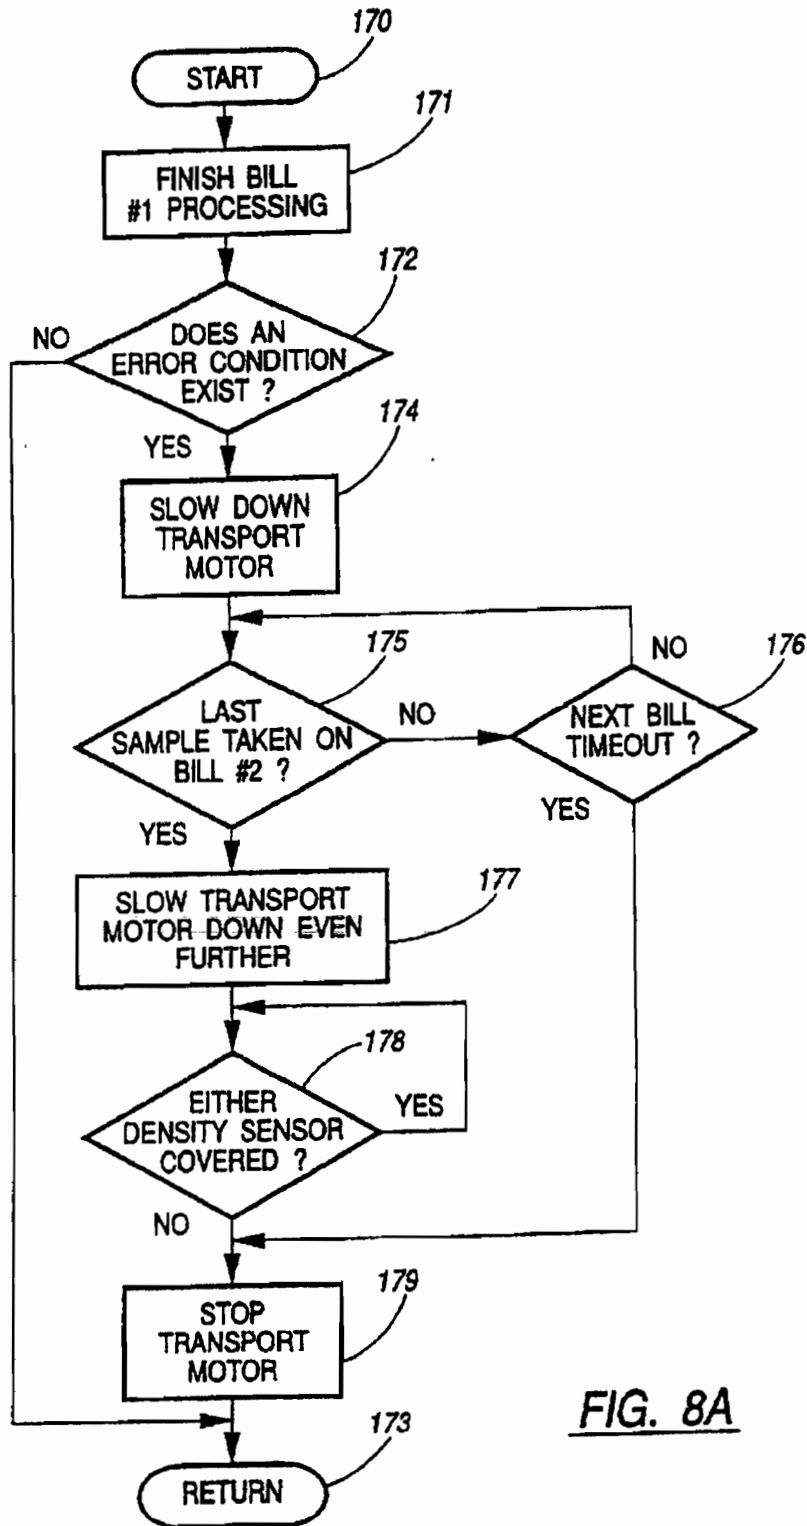 170
START
171
FINISH BILL
#1 PROCESSING
172
NO
DOES AN
ERROR CONDITION
EXIST ?
174
YES
SLOW DOWN
TRANSPORT
MOTOR
175
NO
176
LAST
SAMPLE TAKEN ON
BILL #2 ?
NO
NEXT BILL
TIMEOUT ?
YES
YES
177
SLOW TRANSPORT
MOTOR DOWN EVEN
FURTHER
178
EITHER
DENSITY SENSOR
COVERED ?
YES
NO
179
STOP
TRANSPORT
MOTOR
FIG. 8A
173
RETURN